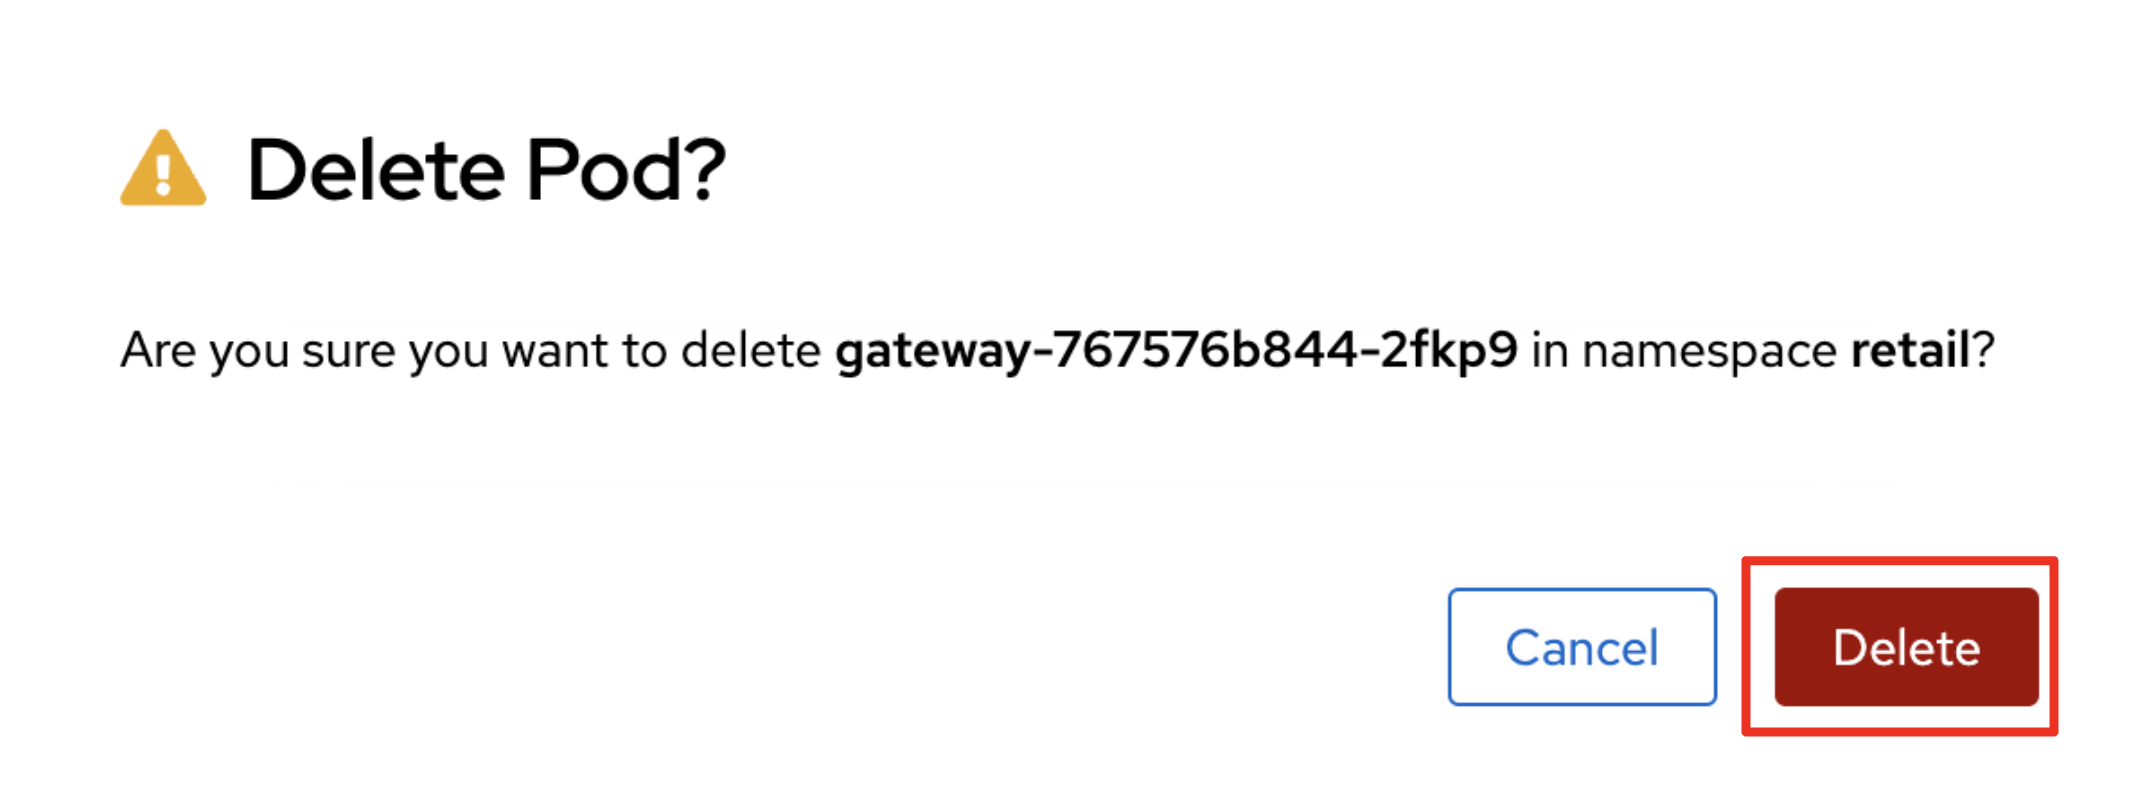 Delete Pod?
Are you sure you want to delete gateway-767576b844-2fkp9 in namespace retail?
Cancel Delete